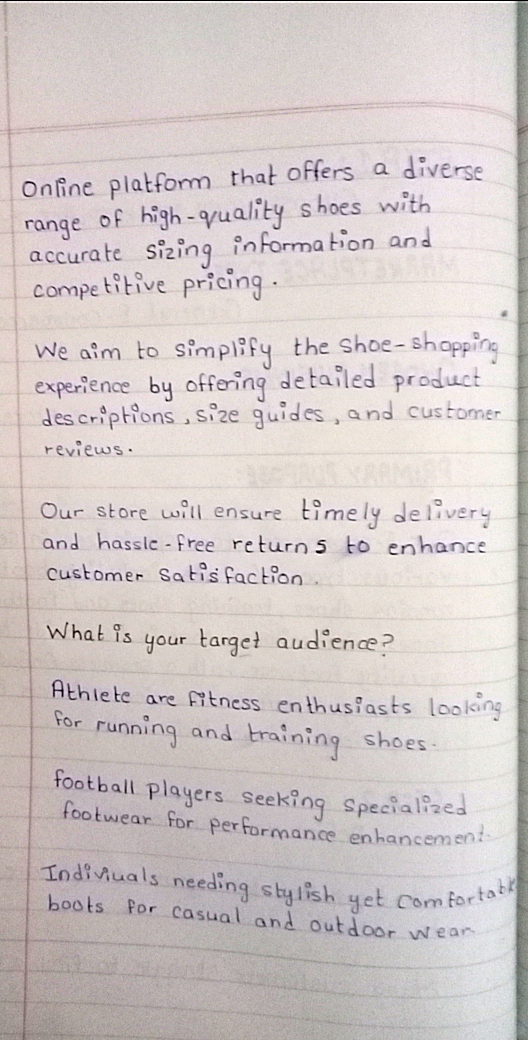 Online platform that offers a diverse
range of high-quality shoes with
accurate sizing information and
competitive pricing.
We aim to simplify the shoe-shopping
experience by offering detailed product
descriptions, size guides, and customer
reviews.
Our store will ensure timely delivery
and hassle-free returns to enhance
customer satisfaction.
What is your target audience?
Athlete are fitness enthusiasts looking
for running and training shoes.
football players seeking specialized
footwear for performance enhancement.
Indiviuals needing stylish yet comfortable
boots for casual and outdoor wear.